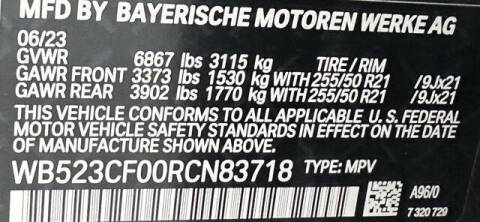 MFD BY BAYERISCHE MOTOREN WERKE AG
06/23
GVWR 6867 lbs 3115 kg TIRE / RIM
GAWR FRONT 3373 lbs 1530 kg WITH 255/50 R21 /9Jx21
GAWR REAR 3902 lbs 1770 kg WITH 255/50 R21 /9Jx21
THIS VEHICLE CONFORMS TO ALL APPLICABLE U. S. FEDERAL
MOTOR VEHICLE SAFETY STANDARDS IN EFFECT ON THE DATE
OF MANUFACTURE SHOWN ABOVE.
WB523CF00RCN83718 TYPE: MPV
A96/0
7 320 729